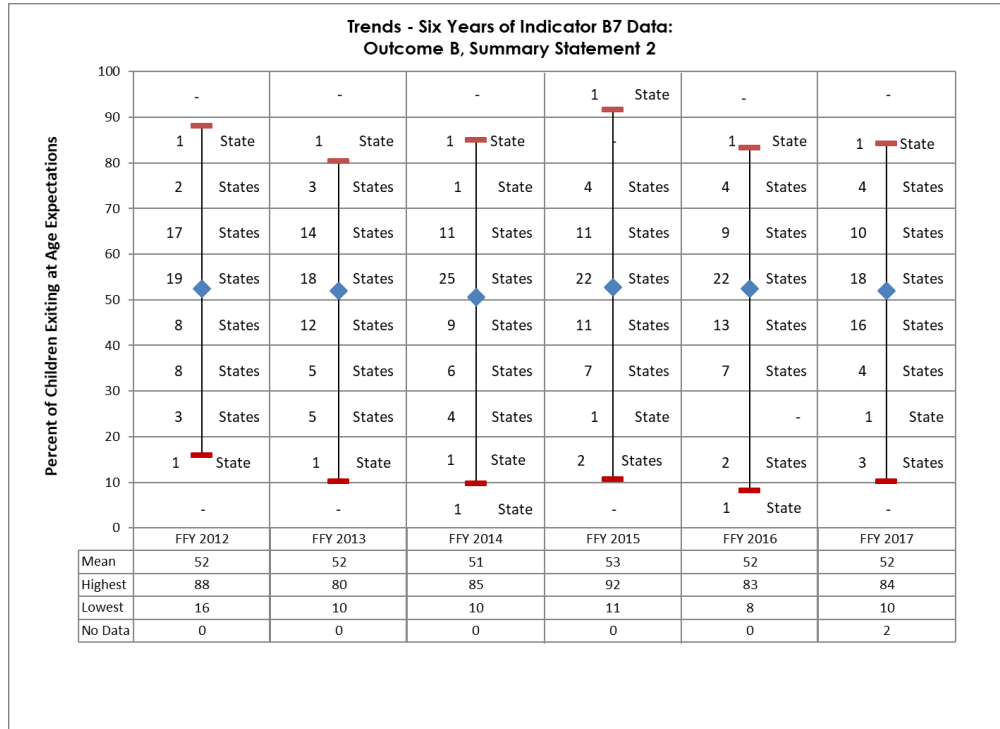 Trends - Six Years of Indicator B7 Data:
Outcome B, Summary Statement 2
Percent of Children Exiting at Age Expectations
100
- - - 1 State - -
90
1 State 1 State 1 State - 1 State 1 State
80
2 States 3 States 1 State 4 States 4 States 4 States
70
17 States 14 States 11 States 11 States 9 States 10 States
60
19 States 18 States 25 States 22 States 22 States 18 States
50
8 States 12 States 9 States 11 States 13 States 16 States
40
8 States 5 States 6 States 7 States 7 States 4 States
30
3 States 5 States 4 States 1 State - 1 State
20
1 State 1 State 1 State 2 States 2 States 3 States
10
- - 1 State - 1 State -
0
FFY 2012 FFY 2013 FFY 2014 FFY 2015 FFY 2016 FFY 2017
Mean 52 52 51 53 52 52
Highest 88 80 85 92 83 84
Lowest 16 10 10 11 8 10
No Data 0 0 0 0 0 2